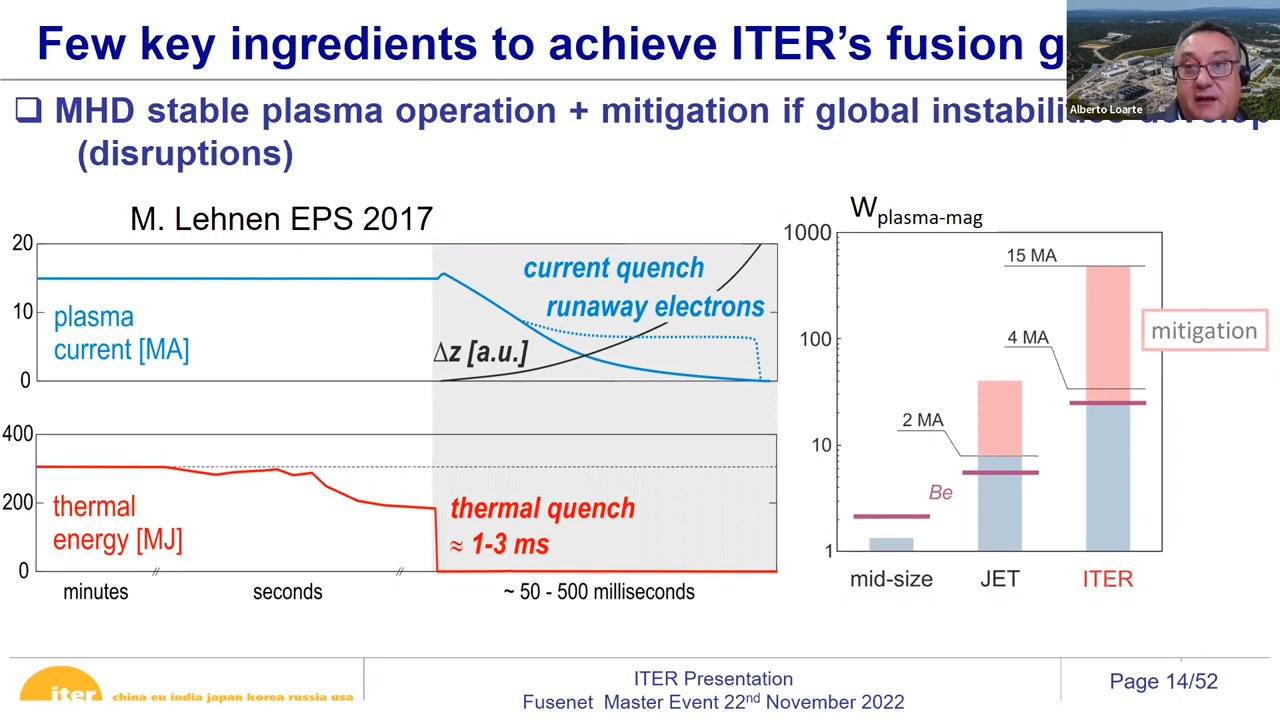 Few key ingredients to achieve ITER's fusion g
Alberto Loarte
❑ MHD stable plasma operation + mitigation if global instabilities develop
(disruptions)
M. Lehnen EPS 2017
20
10
0
plasma
current [MA]
current quench
runaway electrons
Δz [a.u.]
400
200
0
thermal
energy [MJ]
thermal quench
≈ 1-3 ms
minutes
seconds
~ 50 - 500 milliseconds
Wplasma-mag
1000
100
10
1
15 MA
4 MA
2 MA
Be
mitigation
mid-size
JET
ITER
iter
china eu india japan korea russia usa
ITER Presentation
Fusenet Master Event 22nd November 2022
Page 14/52